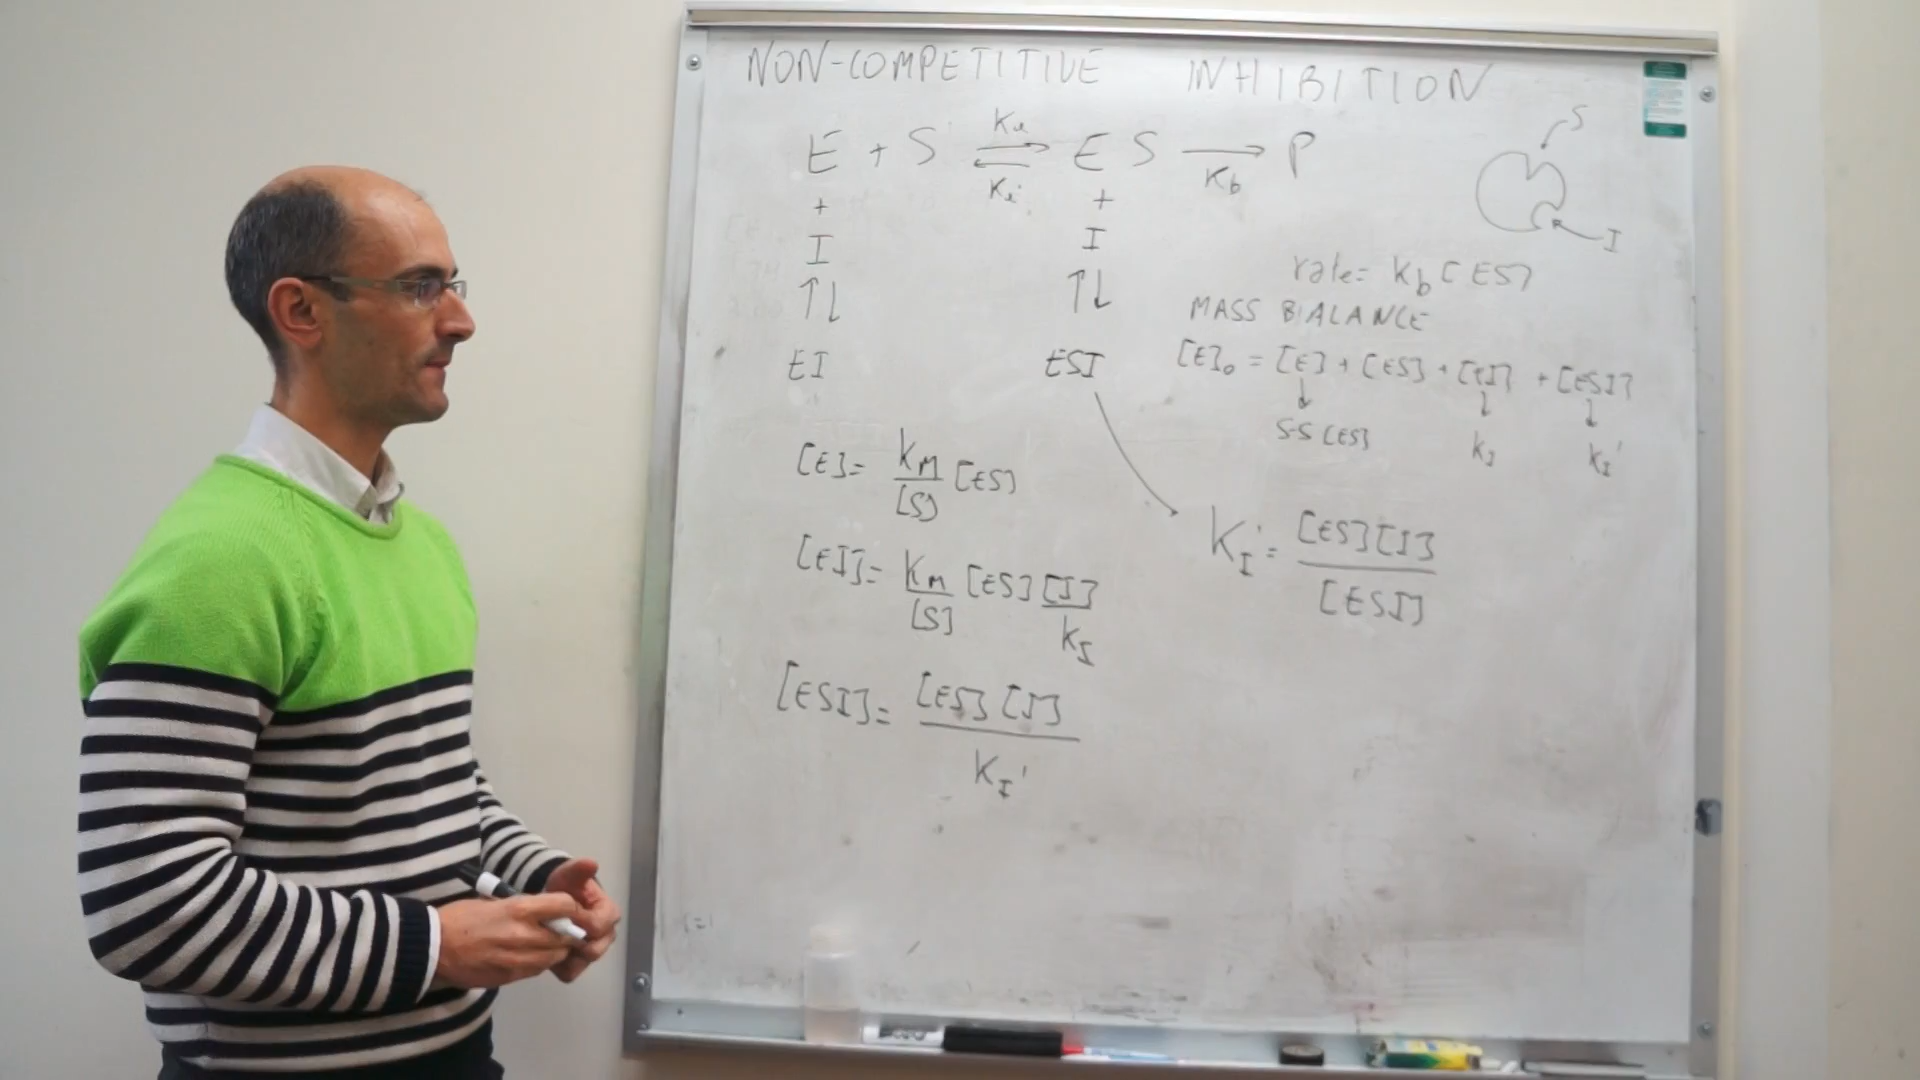 NON-COMPETITIVE INHIBITION
E + S ⇌ ES → P
Ka
Ka'
Kb
S
+
+
I
I
I
↑↓
↑↓
rate = Kb [ES]
MASS BALANCE
EI
ESI
[E]₀ = [E] + [ES] + [EI] + [ESI]
↓ ↓ ↓
S-S [ES]
KI
KI'
[E] = KM/[S] [ES]
KI' = [ES][I]/[ESI]
[EI] = KM/[S] [ES] [I]/KI
[ESI] = [ES][I]/KI'